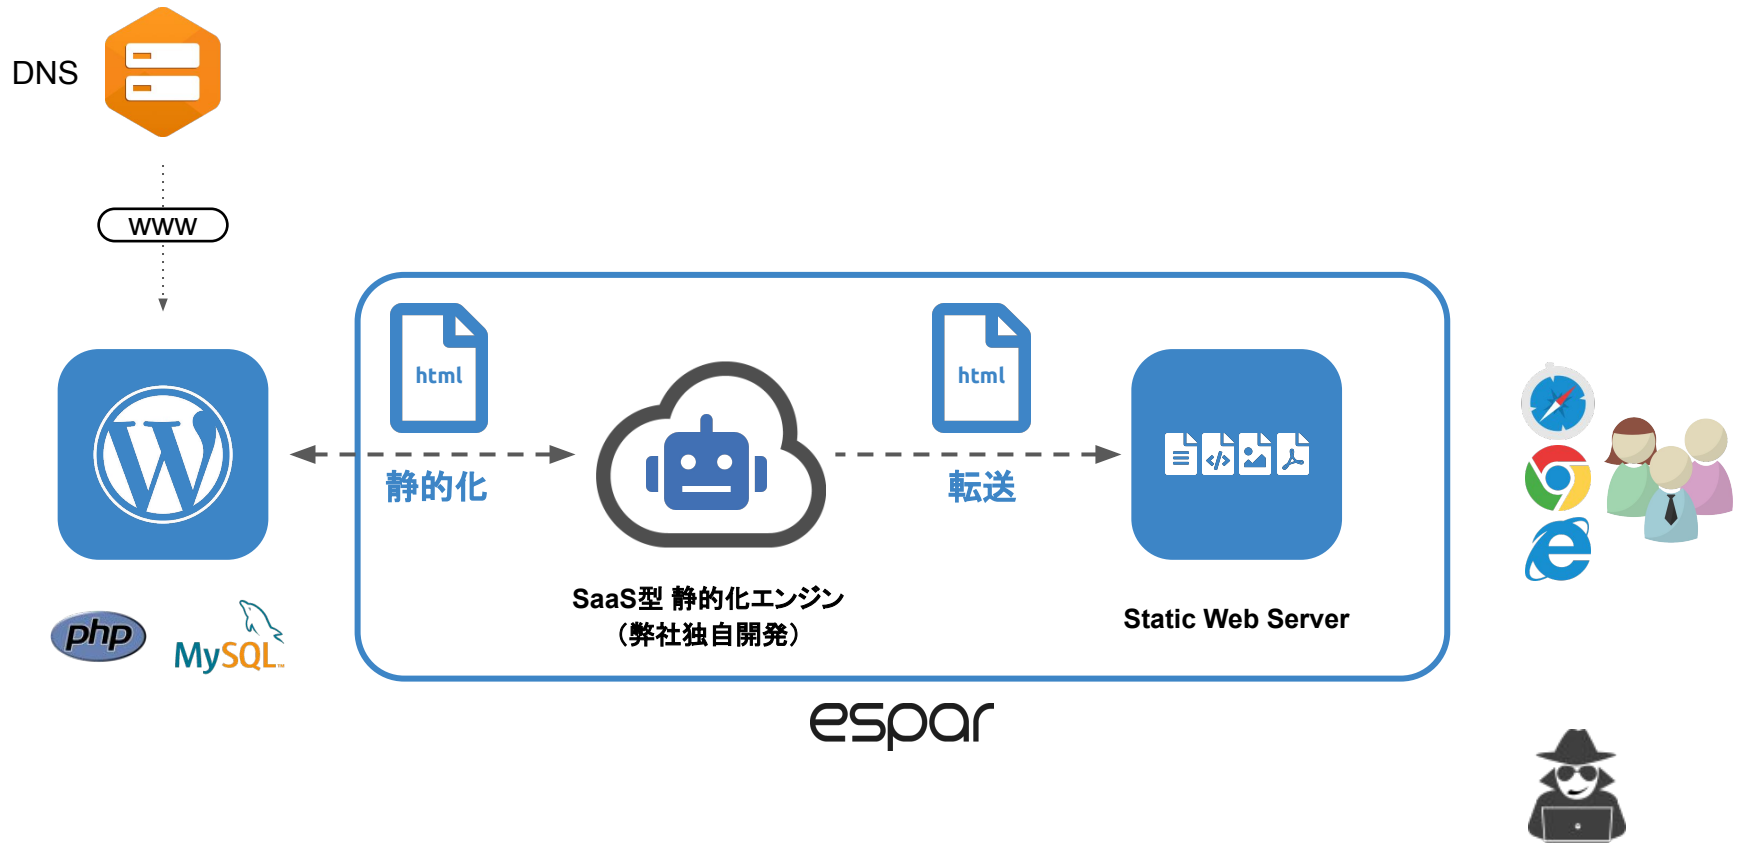 DNS
www
html
html
静的化
転送
SaaS型 静的化エンジン
（弊社独自開発）
Static Web Server
php
MySQL
espar